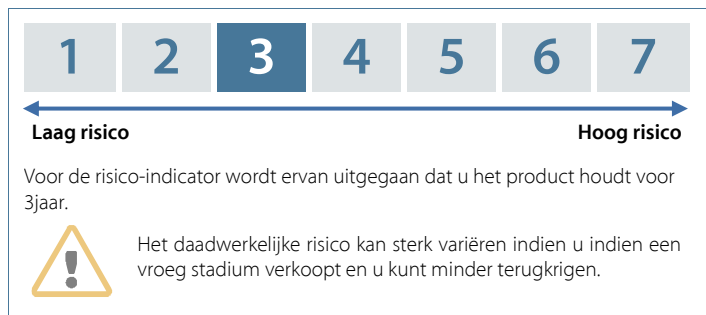 1 2 3 4 5 6 7
Laag risico Hoog risico
Voor de risico-indicator wordt ervan uitgegaan dat u het product houdt voor
3jaar.
Het daadwerkelijke risico kan sterk variëren indien u indien een
vroeg stadium verkoopt en u kunt minder terugkrigen.